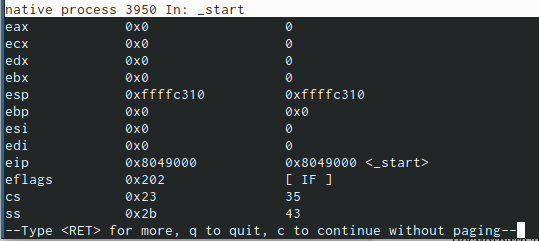 native process 3950 In: _start
eax 0x0 0
ecx 0x0 0
edx 0x0 0
ebx 0x0 0
esp 0xffffc310 0xffffc310
ebp 0x0 0x0
esi 0x0 0
edi 0x0 0
eip 0x8049000 0x8049000 <_start>
eflags 0x202 [ IF ]
cs 0x23 35
ss 0x2b 43
--Type <RET> for more, q to quit, c to continue without paging--